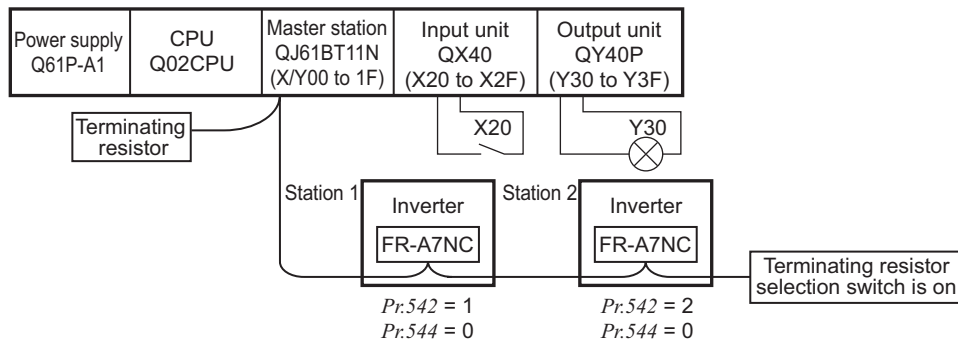 Power supply
Q61P-A1
CPU
Q02CPU
Master station
QJ61BT11N
(X/Y00 to 1F)
Input unit
QX40
(X20 to X2F)
Output unit
QY40P
(Y30 to Y3F)
Terminating
resistor
X20
Y30
Station 1
Inverter
FR-A7NC
Station 2
Inverter
FR-A7NC
Terminating resistor
selection switch is on
Pr.542 = 1
Pr.544 = 0
Pr.542 = 2
Pr.544 = 0